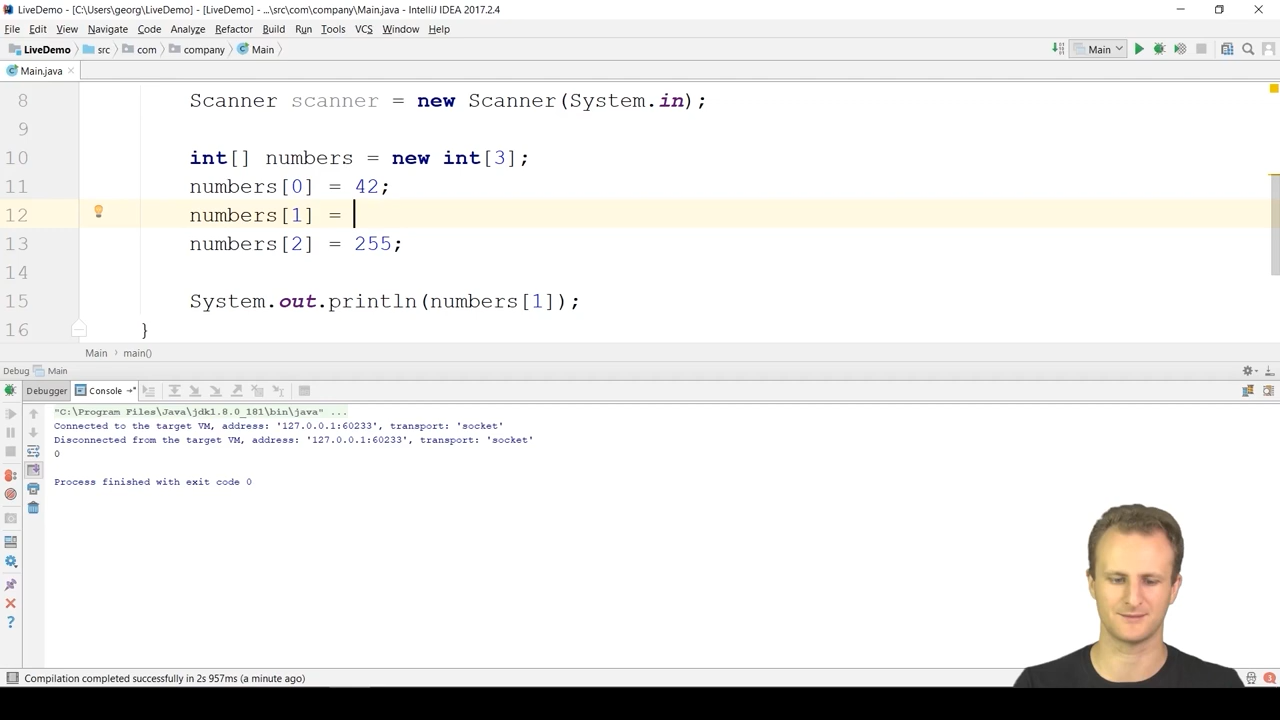 LiveDemo - [C:\Users\georg\LiveDemo] - [LiveDemo] - ...\src\com\company\Main.java - IntelliJ IDEA 2017.2.4
File Edit View Navigate Code Analyze Refactor Build Run Tools VCS Window Help
LiveDemo src com company Main Main
Main.java
8 Scanner scanner = new Scanner(System.in);
9
10 int[] numbers = new int[3];
11 numbers[0] = 42;
12 numbers[1] =
13 numbers[2] = 255;
14
15 System.out.println(numbers[1]);
16 }
Main main()
Debug Main
Debugger Console
"C:\Program Files\Java\jdk1.8.0_181\bin\java" ...
Connected to the target VM, address: '127.0.0.1:60233', transport: 'socket'
Disconnected from the target VM, address: '127.0.0.1:60233', transport: 'socket'
0
Process finished with exit code 0
Compilation completed successfully in 2s 957ms (a minute ago)
3